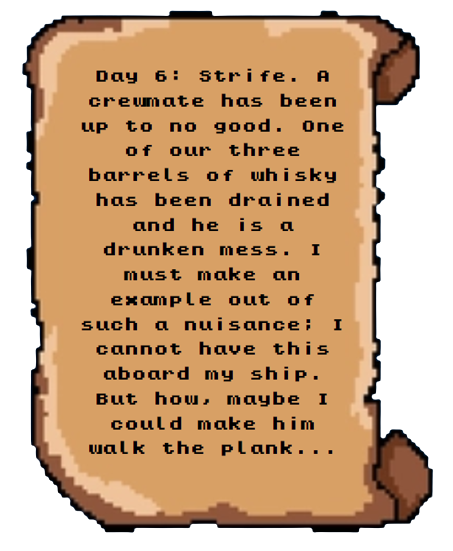 Day 6: Strife. A
crewmate has been
up to no good. One
of our three
barrels of whisky
has been drained
and he is a
drunken mess. I
must make an
example out of
such a nuisance; I
cannot have this
aboard my ship.
But how, maybe I
could make him
walk the plank...